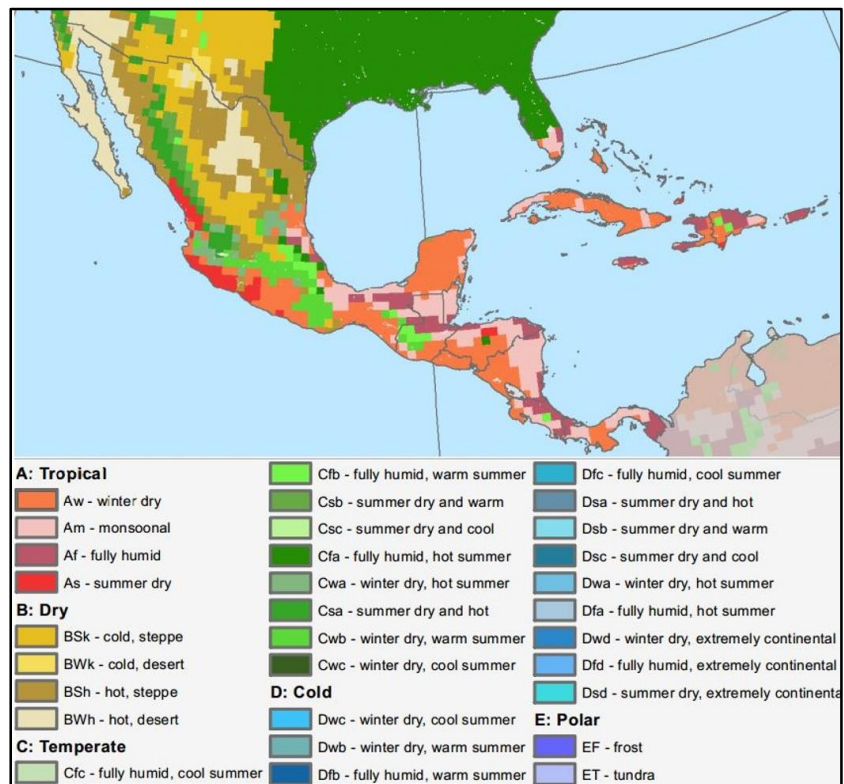 A: Tropical
Aw - winter dry
Am - monsoonal
Af - fully humid
As - summer dry
B: Dry
BSk - cold, steppe
BWk - cold, desert
BSh - hot, steppe
BWh - hot, desert
C: Temperate
Cfc - fully humid, cool summer
Cfb - fully humid, warm summer
Csb - summer dry and warm
Csc - summer dry and cool
Cfa - fully humid, hot summer
Cwa - winter dry, hot summer
Csa - summer dry and hot
Cwb - winter dry, warm summer
Cwc - winter dry, cool summer
D: Cold
Dwc - winter dry, cool summer
Dwb - winter dry, warm summer
Dfb - fully humid, warm summer
Dfc - fully humid, cool summer
Dsa - summer dry and hot
Dsb - summer dry and warm
Dsc - summer dry and cool
Dwa - winter dry, hot summer
Dfa - fully humid, hot summer
Dwd - winter dry, extremely continental
Dfd - fully humid, extremely continental
Dsd - summer dry, extremely continenta
E: Polar
EF - frost
ET - tundra